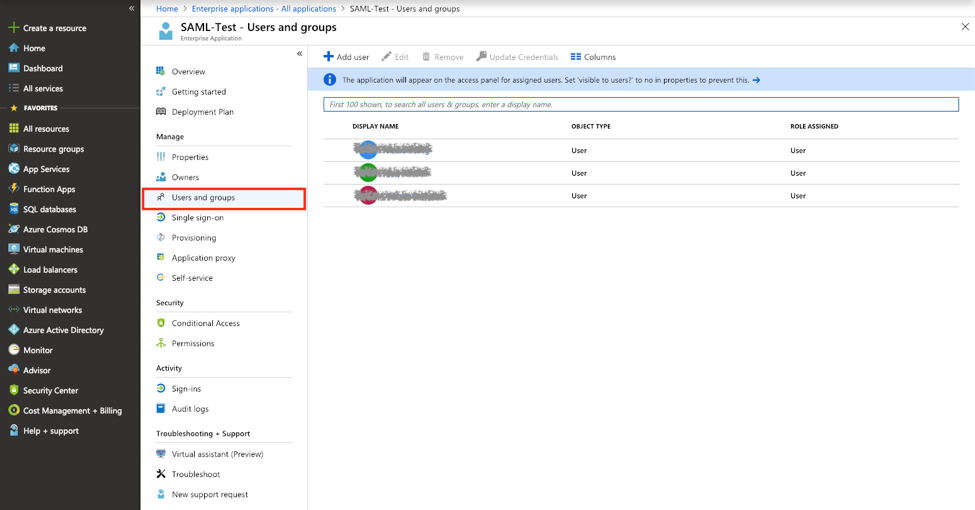 «
Home > Enterprise applications - All applications > SAML-Test - Users and groups
SAML-Test - Users and groups
Enterprise Application
Create a resource
Home
Dashboard
All services
FAVORITES
All resources
Resource groups
App Services
Function Apps
SQL databases
Azure Cosmos DB
Virtual machines
Load balancers
Storage accounts
Virtual networks
Azure Active Directory
Monitor
Advisor
Security Center
Cost Management + Billing
Help + support
«
Overview
Getting started
Deployment Plan
Manage
Properties
Owners
Users and groups
Single sign-on
Provisioning
Application proxy
Self-service
Security
Conditional Access
Permissions
Activity
Sign-ins
Audit logs
Troubleshooting + Support
Virtual assistant (Preview)
Troubleshoot
New support request
Add user Edit Remove Update Credentials Columns
The application will appear on the access panel for assigned users. Set 'visible to users?' to no in properties to prevent this. →
First 100 shown, to search all users & groups, enter a display name.
DISPLAY NAME OBJECT TYPE ROLE ASSIGNED
User User
User User
User User